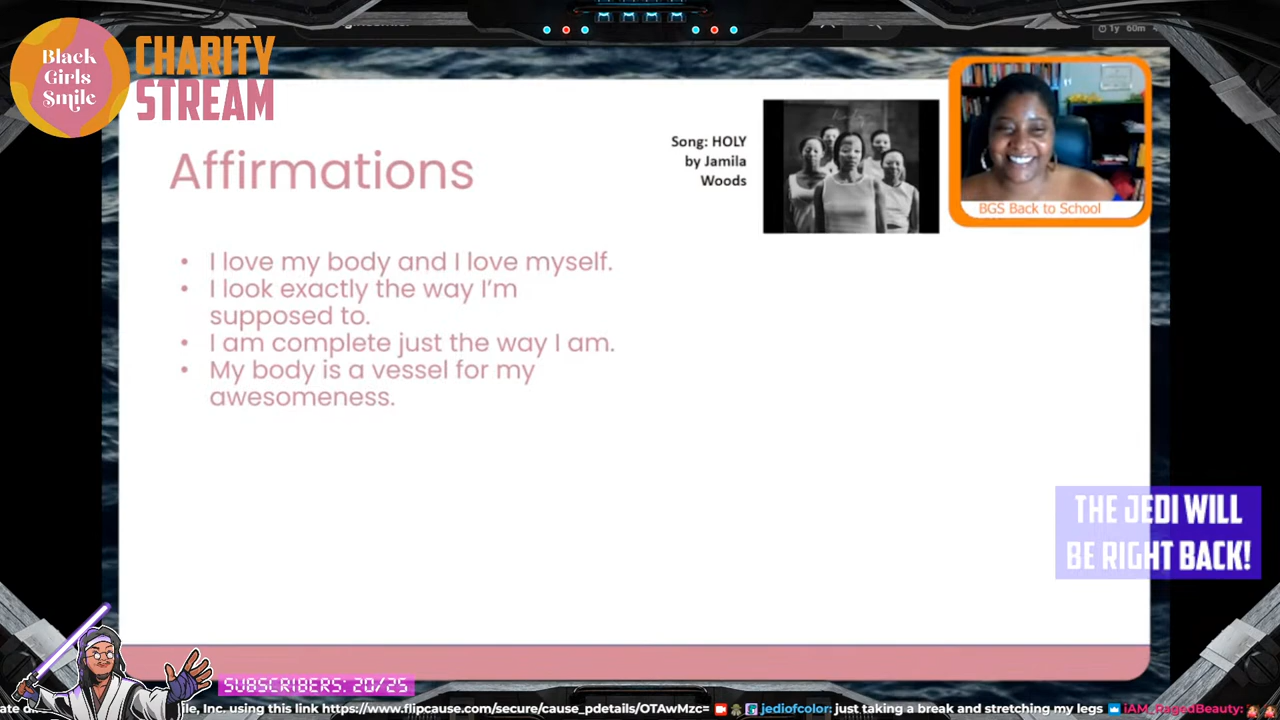 Black
Girls
Smile
CHARITY
STREAM
Affirmations
Song: HOLY
by Jamila
Woods
BGS Back to School
• I love my body and I love myself.
• I look exactly the way I'm
supposed to.
• I am complete just the way I am.
• My body is a vessel for my
awesomeness.
THE JEDI WILL
BE RIGHT BACK!
SUBSCRIBERS: 20/25
Inc. using this link https://www.flipcause.com/secure/cause_pdetails/OTAwMzc= jediofcolor: just taking a break and stretching my legs iAM_RagedBeauty: